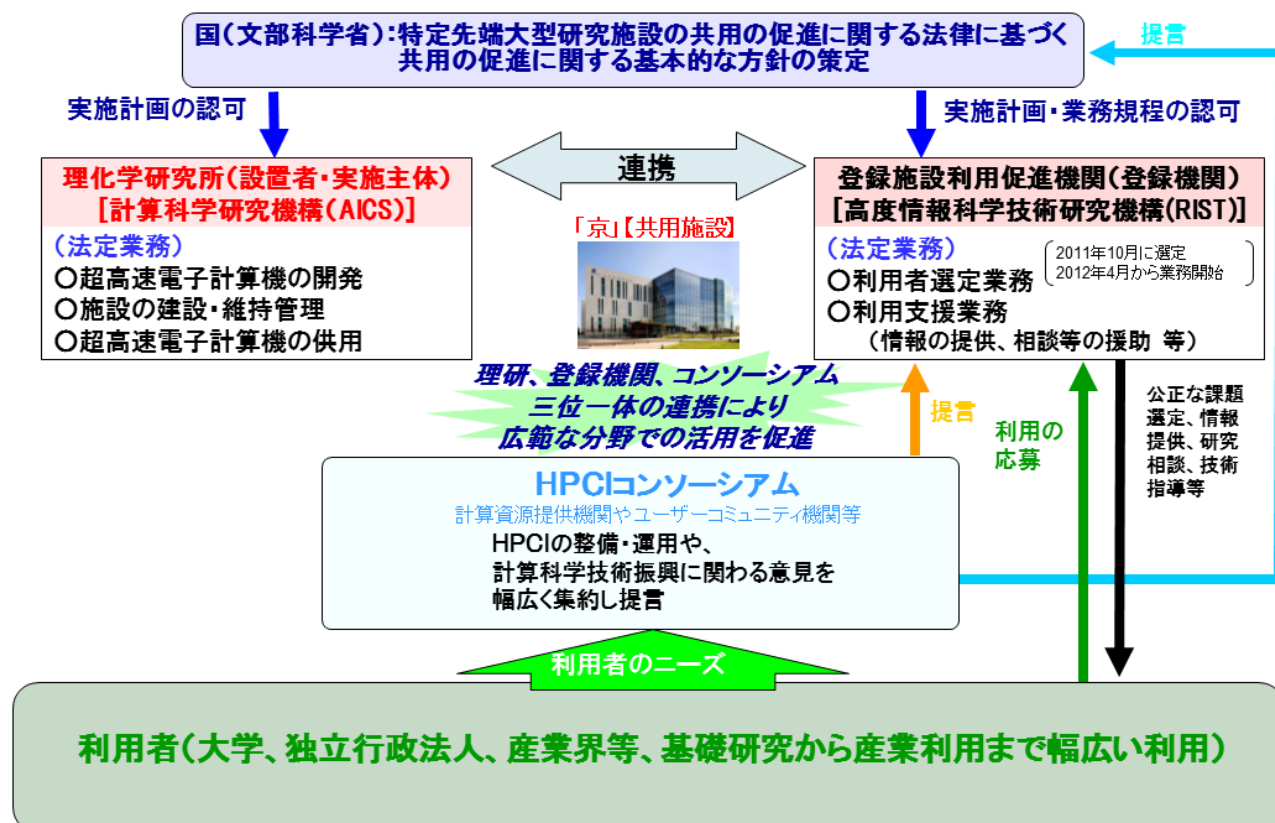 国(文部科学省):特定先端大型研究施設の共用の促進に関する法律に基づく
共用の促進に関する基本的な方針の策定
提言
実施計画の認可
実施計画・業務規程の認可
理化学研究所(設置者・実施主体)
[計算科学研究機構(AICS)]
(法定業務)
○超高速電子計算機の開発
○施設の建設・維持管理
○超高速電子計算機の供用
連携
「京」【共用施設】
登録施設利用促進機関(登録機関)
[高度情報科学技術研究機構(RIST)]
(法定業務)
2011年10月に選定
2012年4月から業務開始
○利用者選定業務
○利用支援業務
(情報の提供、相談等の援助 等)
理研、登録機関、コンソーシアム
三位一体の連携により
広範な分野での活用を促進
提言
利用の
応募
公正な課題
選定、情報
提供、研究
相談、技術
指導等
HPCIコンソーシアム
計算資源提供機関やユーザーコミュニティ機関等
HPCIの整備・運用や、
計算科学技術振興に関わる意見を
幅広く集約し提言
利用者のニーズ
利用者(大学、独立行政法人、産業界等、基礎研究から産業利用まで幅広い利用)